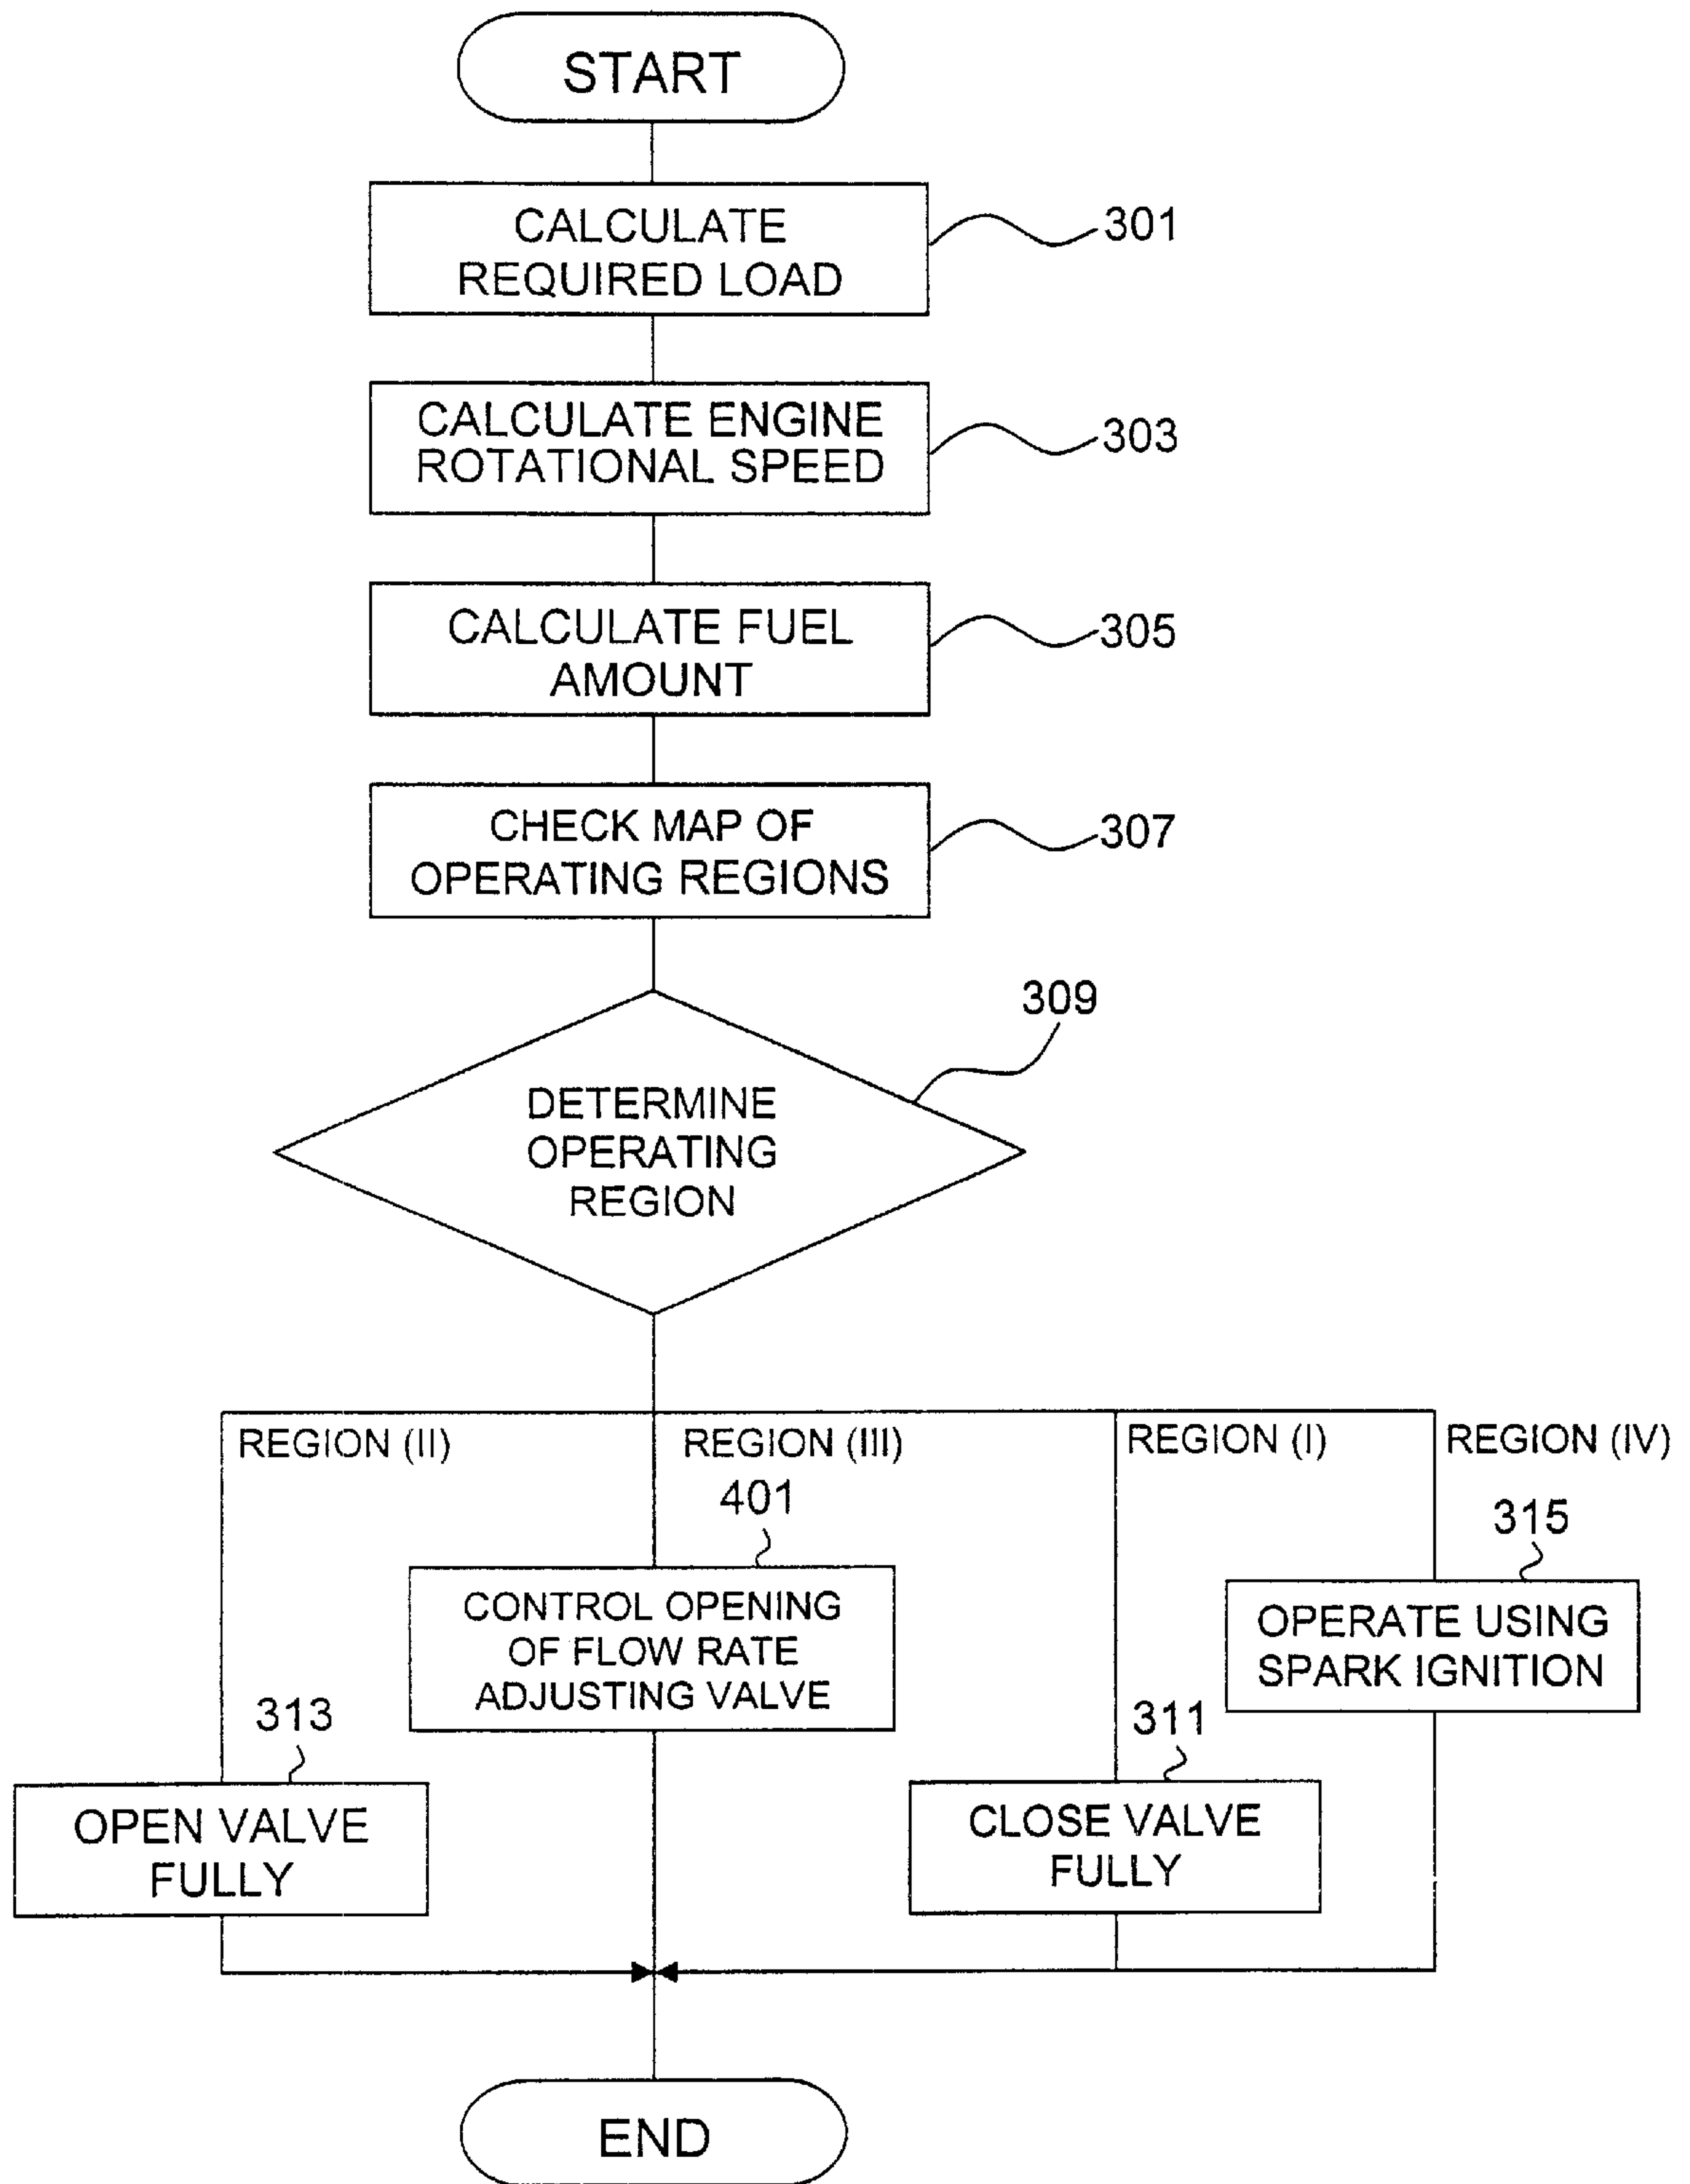 START
CALCULATE
REQUIRED LOAD
301
CALCULATE ENGINE
ROTATIONAL SPEED
303
CALCULATE FUEL
AMOUNT
305
CHECK MAP OF
OPERATING REGIONS
307
309
DETERMINE
OPERATING
REGION
REGION (II)
REGION (III)
REGION (I)
REGION (IV)
401
CONTROL OPENING
OF FLOW RATE
ADJUSTING VALVE
315
OPERATE USING
SPARK IGNITION
313
OPEN VALVE
FULLY
311
CLOSE VALVE
FULLY
END